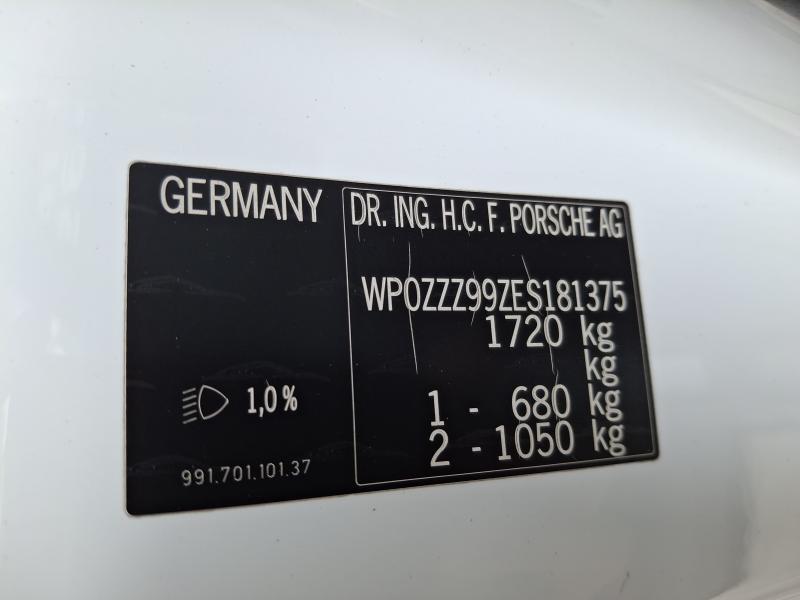 GERMANY
DR. ING. H.C. F. PORSCHE AG
WP0ZZZ99ZES181375
1720 kg
kg
1 - 680 kg
2 - 1050 kg
1,0%
991.701.101.37